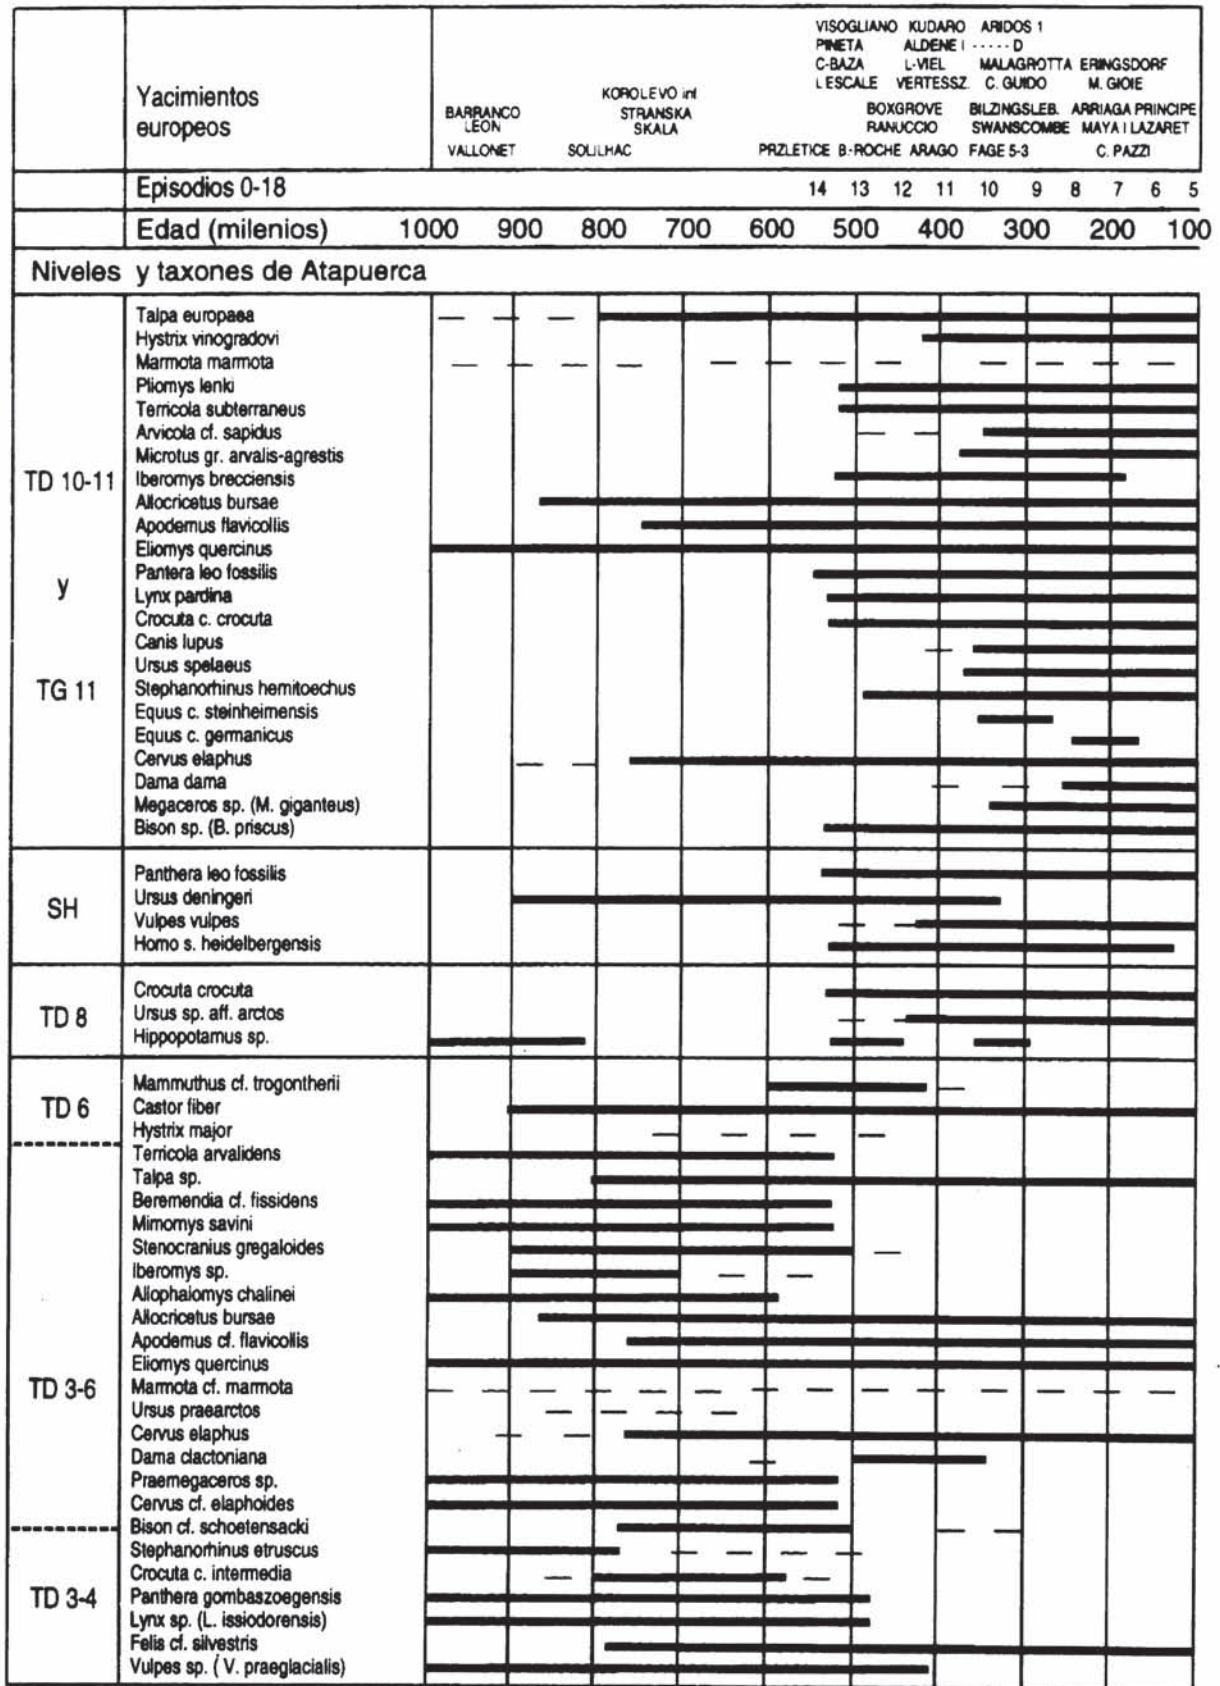 Yacimientos
europeos
VISOGLIANO KUDARO ARIDOS 1
PINETA ALDENE I - - - - - D
C-BAZA L-VIEL MALAGROTTA ERINGSDORF
L ESCALE VERTESSZ. C. GUIDO M. GIOIE
KOROLEVO inf
BARRANCO STRANSKA BOXGROVE BILZINGSLEB. ARRIAGA PRINCIPE
LEON SKALA RANUCCIO SWANSCOMBE MAYA I LAZARET
VALLONET SOLILHAC PRZLETICE B.-ROCHE ARAGO FAGE 5-3 C. PAZZI
Episodios 0-18 14 13 12 11 10 9 8 7 6 5
Edad (milenios) 1000 900 800 700 600 500 400 300 200 100
Niveles y taxones de Atapuerca
TD 10-11
y
TG 11
Talpa europaea
Hystrix vinogradovi
Marmota marmota
Pliomys lenki
Terricola subterraneus
Arvicola cf. sapidus
Microtus gr. arvalis-agrestis
Iberomys brecciensis
Allocricetus bursae
Apodemus flavicollis
Eliomys quercinus
Pantera leo fossilis
Lynx pardina
Crocuta c. crocuta
Canis lupus
Ursus spelaeus
Stephanorhinus hemitoechus
Equus c. steinheimensis
Equus c. germanicus
Cervus elaphus
Dama dama
Megaceros sp. (M. giganteus)
Bison sp. (B. priscus)
SH
Panthera leo fossilis
Ursus deningeri
Vulpes vulpes
Homo s. heidelbergensis
TD 8
Crocuta crocuta
Ursus sp. aff. arctos
Hippopotamus sp.
TD 6
Mammuthus cf. trogontherii
Castor fiber
Hystrix major
TD 3-6
Terricola arvalidens
Talpa sp.
Beremendia cf. fissidens
Mimomys savini
Stenocranius gregaloides
Iberomys sp.
Allophaiomys chalinei
Allocricetus bursae
Apodemus cf. flavicollis
Eliomys quercinus
Marmota cf. marmota
Ursus praearctos
Cervus elaphus
Dama clactoniana
Praemegaceros sp.
Cervus cf. elaphoides
Bison cf. schoetensacki
TD 3-4
Stephanorhinus etruscus
Crocuta c. intermedia
Panthera gombaszoegensis
Lynx sp. (L. issiodorensis)
Felis cf. silvestris
Vulpes sp. ( V. praeglacialis)